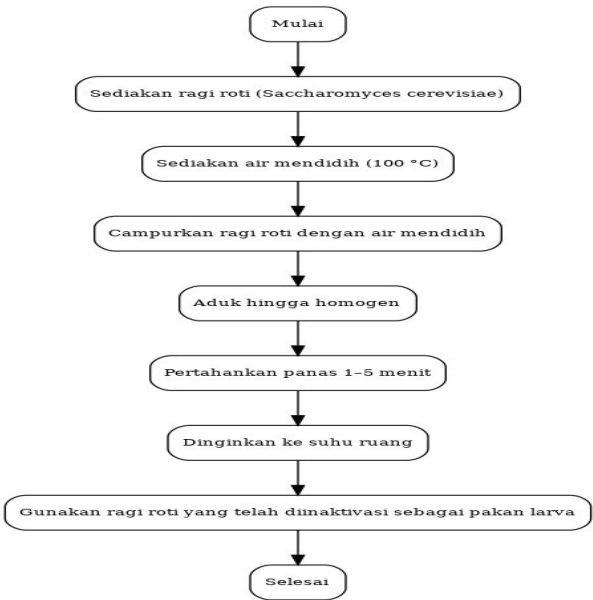 Mulai
Sediakan ragi roti (Saccharomyces cerevisiae)
Sediakan air mendidih (100 °C)
Campurkan ragi roti dengan air mendidih
Aduk hingga homogen
Pertahankan panas 1–5 menit
Dinginkan ke suhu ruang
Gunakan ragi roti yang telah diinaktivasi sebagai pakan larva
Selesai